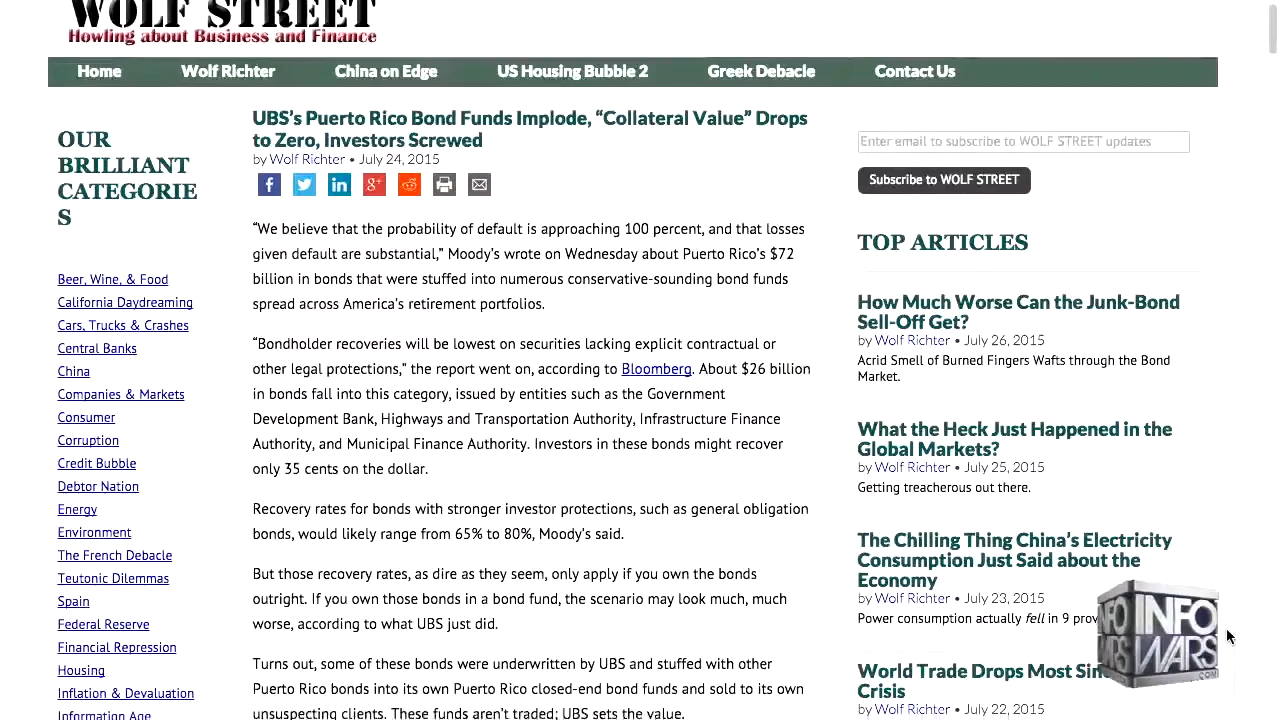 WOLF STREET
Howling about Business and Finance
Home Wolf Richter China on Edge US Housing Bubble 2 Greek Debacle Contact Us
OUR
BRILLIANT
CATEGORIE
S
Beer, Wine, & Food
California Daydreaming
Cars, Trucks & Crashes
Central Banks
China
Companies & Markets
Consumer
Corruption
Credit Bubble
Debtor Nation
Energy
Environment
The French Debacle
Teutonic Dilemmas
Spain
Federal Reserve
Financial Repression
Housing
Inflation & Devaluation
Information Age
UBS’s Puerto Rico Bond Funds Implode, “Collateral Value” Drops
to Zero, Investors Screwed
by Wolf Richter • July 24, 2015
“We believe that the probability of default is approaching 100 percent, and that losses
given default are substantial,” Moody’s wrote on Wednesday about Puerto Rico’s $72
billion in bonds that were stuffed into numerous conservative-sounding bond funds
spread across America’s retirement portfolios.
“Bondholder recoveries will be lowest on securities lacking explicit contractual or
other legal protections,” the report went on, according to Bloomberg. About $26 billion
in bonds fall into this category, issued by entities such as the Government
Development Bank, Highways and Transportation Authority, Infrastructure Finance
Authority, and Municipal Finance Authority. Investors in these bonds might recover
only 35 cents on the dollar.
Recovery rates for bonds with stronger investor protections, such as general obligation
bonds, would likely range from 65% to 80%, Moody’s said.
But those recovery rates, as dire as they seem, only apply if you own the bonds
outright. If you own those bonds in a bond fund, the scenario may look much, much
worse, according to what UBS just did.
Turns out, some of these bonds were underwritten by UBS and stuffed with other
Puerto Rico bonds into its own Puerto Rico closed-end bond funds and sold to its own
unsuspecting clients. These funds aren’t traded; UBS sets the value.
Enter email to subscribe to WOLF STREET updates
Subscribe to WOLF STREET
TOP ARTICLES
How Much Worse Can the Junk-Bond
Sell-Off Get?
by Wolf Richter • July 26, 2015
Acrid Smell of Burned Fingers Wafts through the Bond
Market.
What the Heck Just Happened in the
Global Markets?
by Wolf Richter • July 25, 2015
Getting treacherous out there.
The Chilling Thing China’s Electricity
Consumption Just Said about the
Economy
by Wolf Richter • July 23, 2015
Power consumption actually fell in 9
World Trade Drops Most
Crisis
by Wolf Richter • July 22, 2015
INFO
WARS
.COM